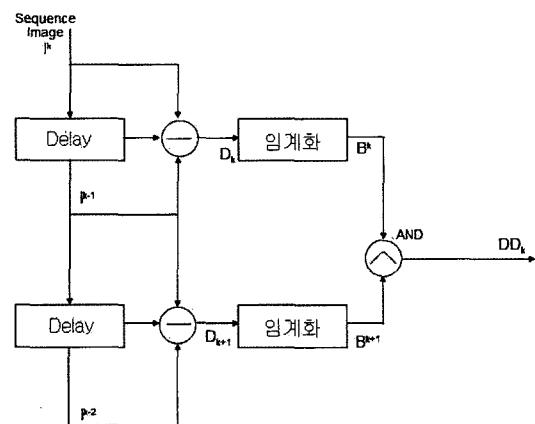 Sequence
Image
I^k
Delay
D_k
임계화
B^k
I^k-1
AND
DD_k
Delay
D_k+1
임계화
B^k+1
I^k-2